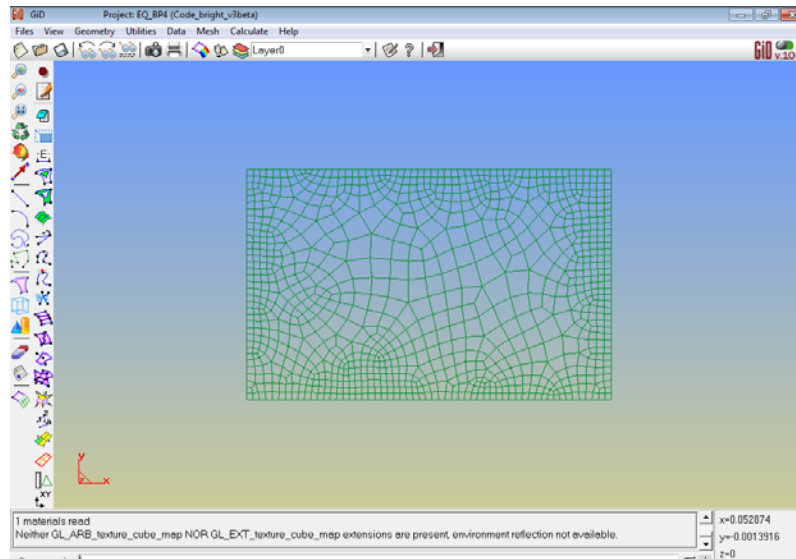 GiD Project: EQ_BP4 (Code_bright_v3beta)
Files View Geometry Utilities Data Mesh Calculate Help
Layer0
GiD
v.10
-E-
XY
y
x
1 materials read
Neither GL_ARB_texture_cube_map NOR GL_EXT_texture_cube_map extensions are present, environment reflection not available.
x=0.052874
y=-0.0013916
z=0